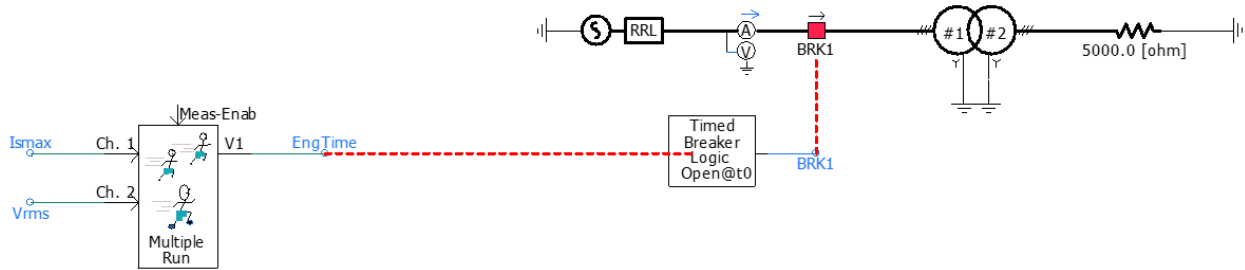 RRL
A
V
BRK1
#1 #2
5000.0 [ohm]
Y Y
Meas-Enab
Ismax
Ch. 1
V1
EngTime
Timed
Breaker
Logic
Open@t0
BRK1
Ch. 2
Vrms
Multiple
Run